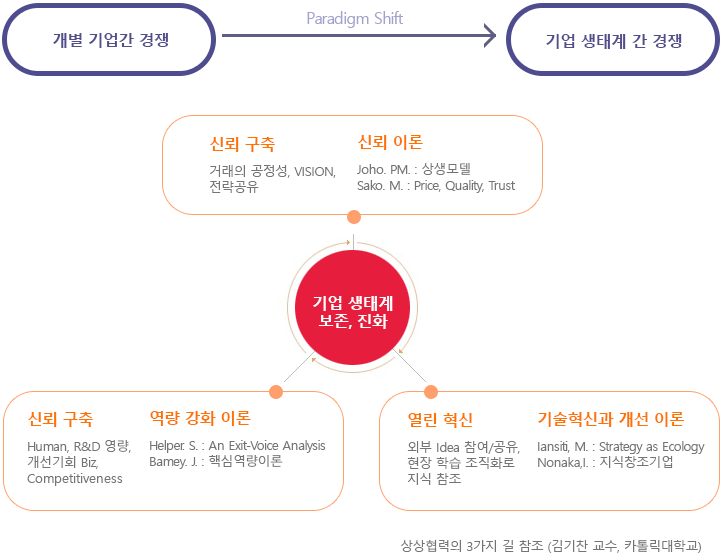 Paradigm Shift
개별 기업간 경쟁
기업 생태계 간 경쟁
신뢰 구축
거래의 공정성, VISION,
전략공유
신뢰 이론
Joho. PM. : 상생모델
Sako. M. : Price, Quality, Trust
기업 생태계
보존, 진화
신뢰 구축
Human, R&D 영량,
개선기회 Biz,
Competitiveness
역량 강화 이론
Helper. S. : An Exit-Voice Analysis
Barney. J. : 핵심역량이론
열린 혁신
외부 Idea 참여/공유,
현장 학습 조직화로
지식 참조
기술혁신과 개선 이론
Iansiti, M. : Strategy as Ecology
Nonaka,I. : 지식창조기업
상상협력의 3가지 길 참조 (김기찬 교수, 카톨릭대학교)